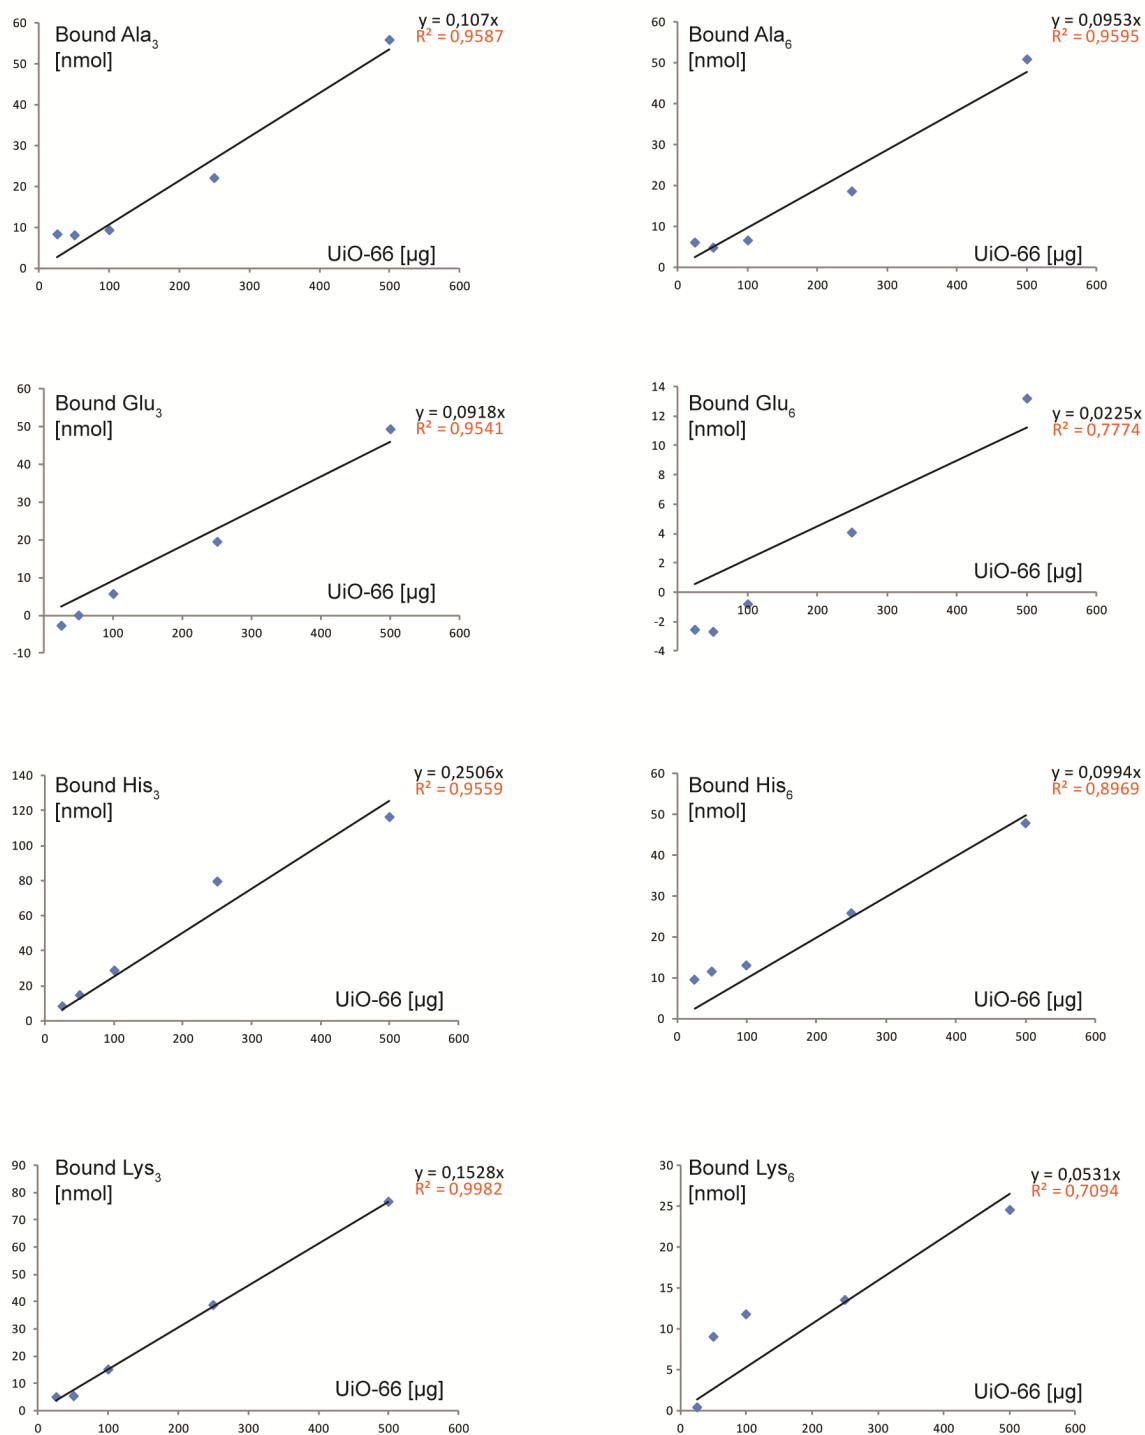 Bound Ala3
[nmol]
y = 0,107x
R² = 0,9587
60
50
40
30
20
10
0
UiO-66 [µg]
0 100 200 300 400 500 600
Bound Ala6
[nmol]
y = 0,0953x
R² = 0,9595
60
50
40
30
20
10
0
UiO-66 [µg]
0 100 200 300 400 500 600
Bound Glu3
[nmol]
y = 0,0918x
R² = 0,9541
60
50
40
30
20
10
0
-10
UiO-66 [µg]
100 200 300 400 500 600
Bound Glu6
[nmol]
y = 0,0225x
R² = 0,7774
14
12
10
8
6
4
2
0
-2
-4
UiO-66 [µg]
100 200 300 400 500 600
Bound His3
[nmol]
y = 0,2506x
R² = 0,9559
140
120
100
80
60
40
20
0
UiO-66 [µg]
0 100 200 300 400 500 600
Bound His6
[nmol]
y = 0,0994x
R² = 0,8969
60
50
40
30
20
10
0
UiO-66 [µg]
0 100 200 300 400 500 600
Bound Lys3
[nmol]
y = 0,1528x
R² = 0,9982
90
80
70
60
50
40
30
20
10
0
UiO-66 [µg]
0 100 200 300 400 500 600
Bound Lys6
[nmol]
y = 0,0531x
R² = 0,7094
30
25
20
15
10
5
0
UiO-66 [µg]
0 100 200 300 400 500 600